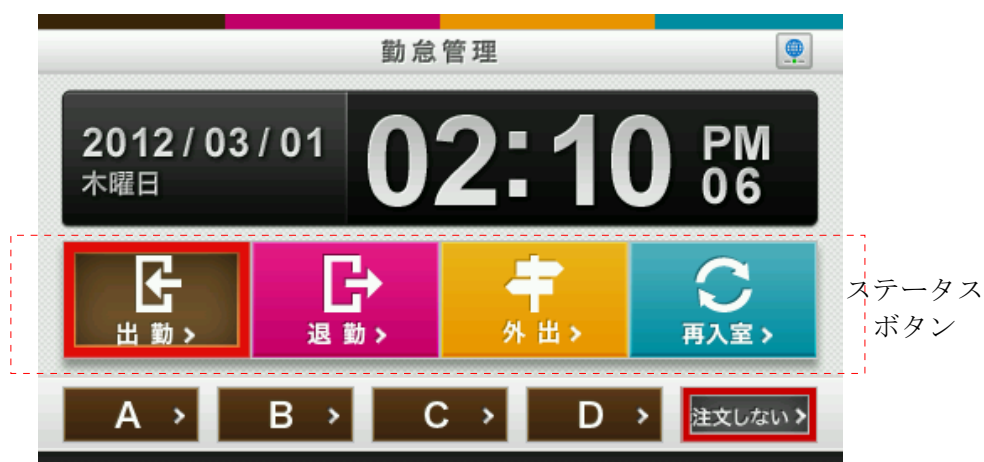 勤怠管理
2012/03/01
木曜日
02:10 PM 06
出勤 退勤 外出 再入室
ステータス
ボタン
A B C D 注文しない